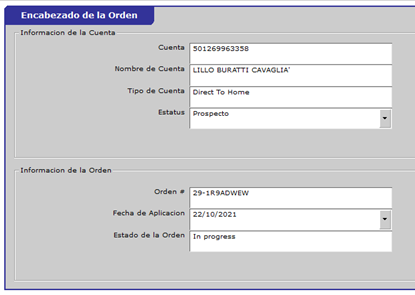 Encabezado de la Orden
Informacion de la Cuenta
Cuenta 501269963358
Nombre de Cuenta LILLO BURATTI CAVAGLIA'
Tipo de Cuenta Direct To Home
Estatus Prospecto
Informacion de la Orden
Orden # 29-1R9ADWEW
Fecha de Aplicacion 22/10/2021
Estado de la Orden In progress